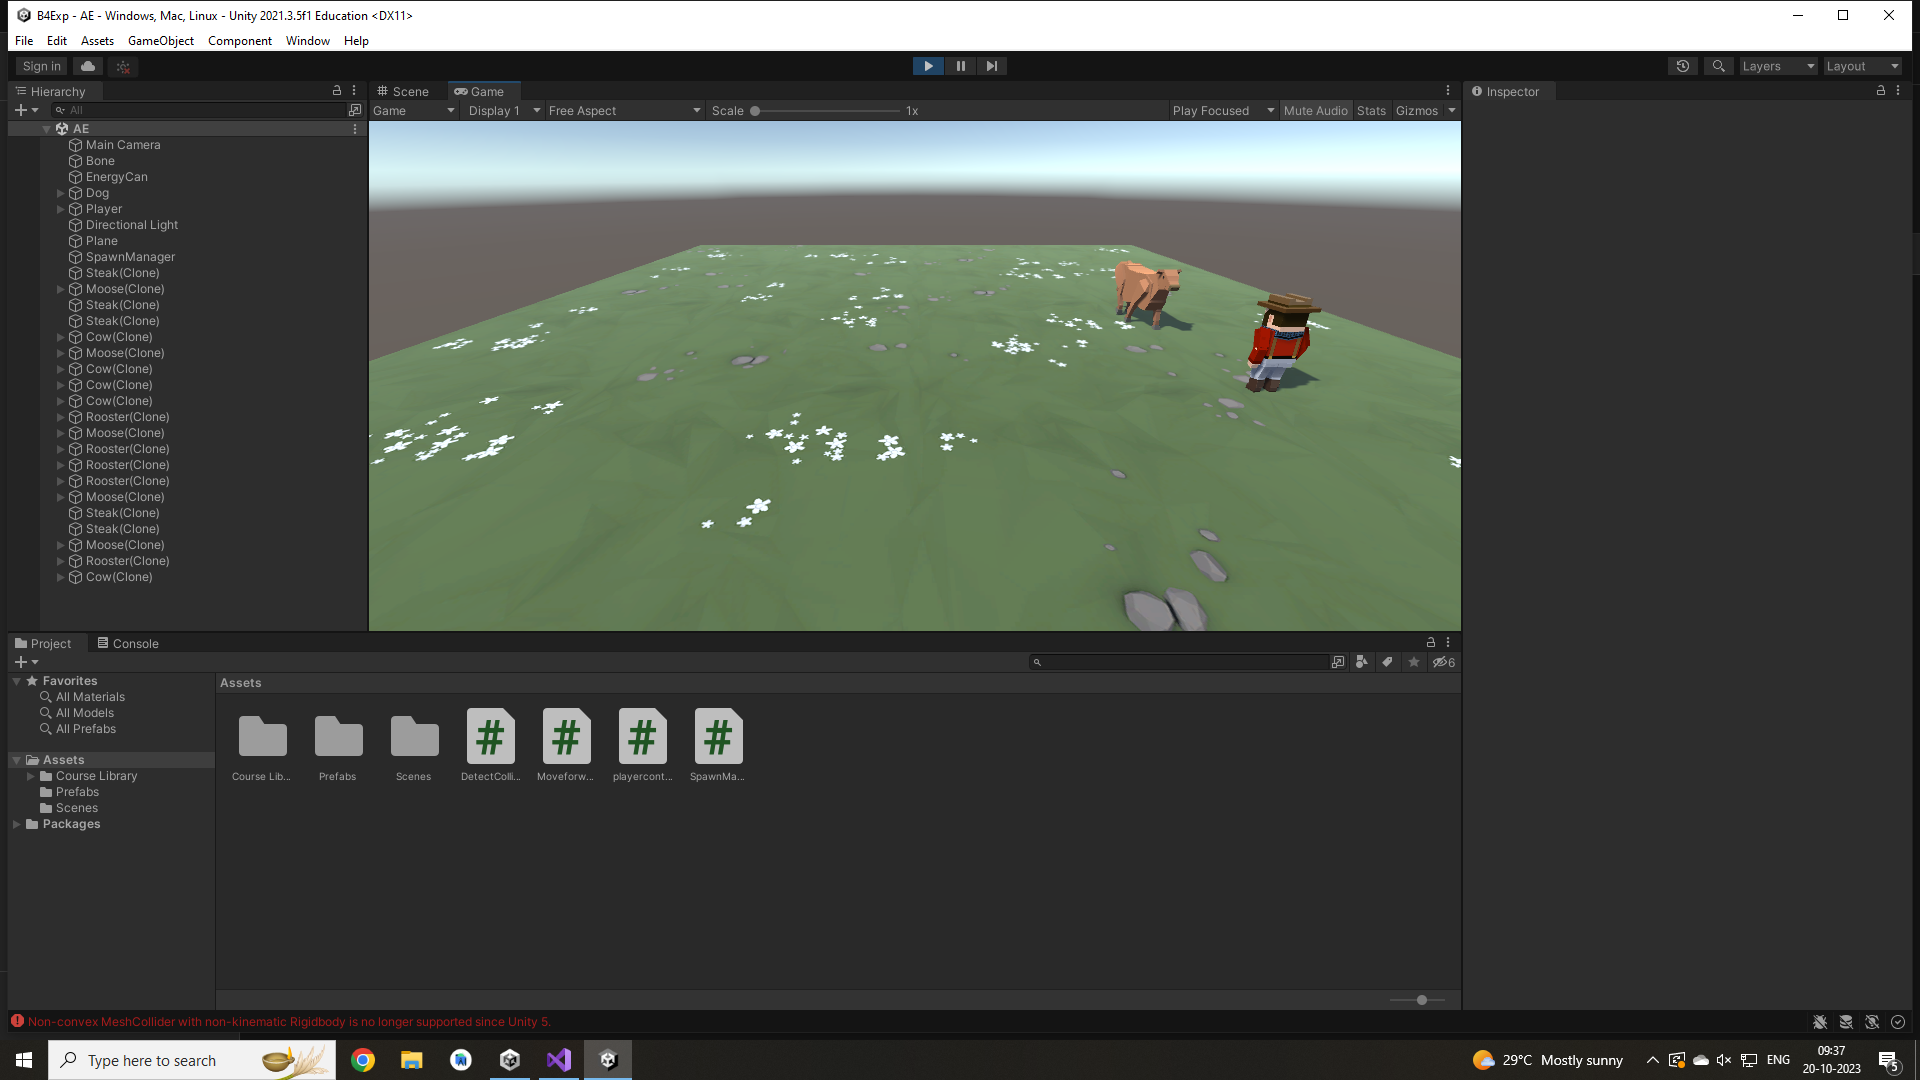 B4Exp - AE - Windows, Mac, Linux - Unity 2021.3.5f1 Education <DX11>
File Edit Assets GameObject Component Window Help
Sign in Layers Layout
Hierarchy
All
AE
Main Camera
Bone
EnergyCan
Dog
Player
Directional Light
Plane
SpawnManager
Steak(Clone)
Moose(Clone)
Steak(Clone)
Steak(Clone)
Cow(Clone)
Moose(Clone)
Cow(Clone)
Cow(Clone)
Cow(Clone)
Rooster(Clone)
Moose(Clone)
Rooster(Clone)
Rooster(Clone)
Rooster(Clone)
Moose(Clone)
Steak(Clone)
Steak(Clone)
Moose(Clone)
Rooster(Clone)
Cow(Clone)
Scene Game
Game Display 1 Free Aspect Scale 1x Play Focused Mute Audio Stats Gizmos
Inspector
Project Console
6
Favorites
All Materials
All Models
All Prefabs
Assets
Course Library
Prefabs
Scenes
Packages
Assets
Course Lib... Prefabs Scenes DetectColli... Moveforw... playercont... SpawnMa...
Non-convex MeshCollider with non-kinematic Rigidbody is no longer supported since Unity 5.
Type here to search
29°C Mostly sunny
ENG
09:37
20-10-2023
5